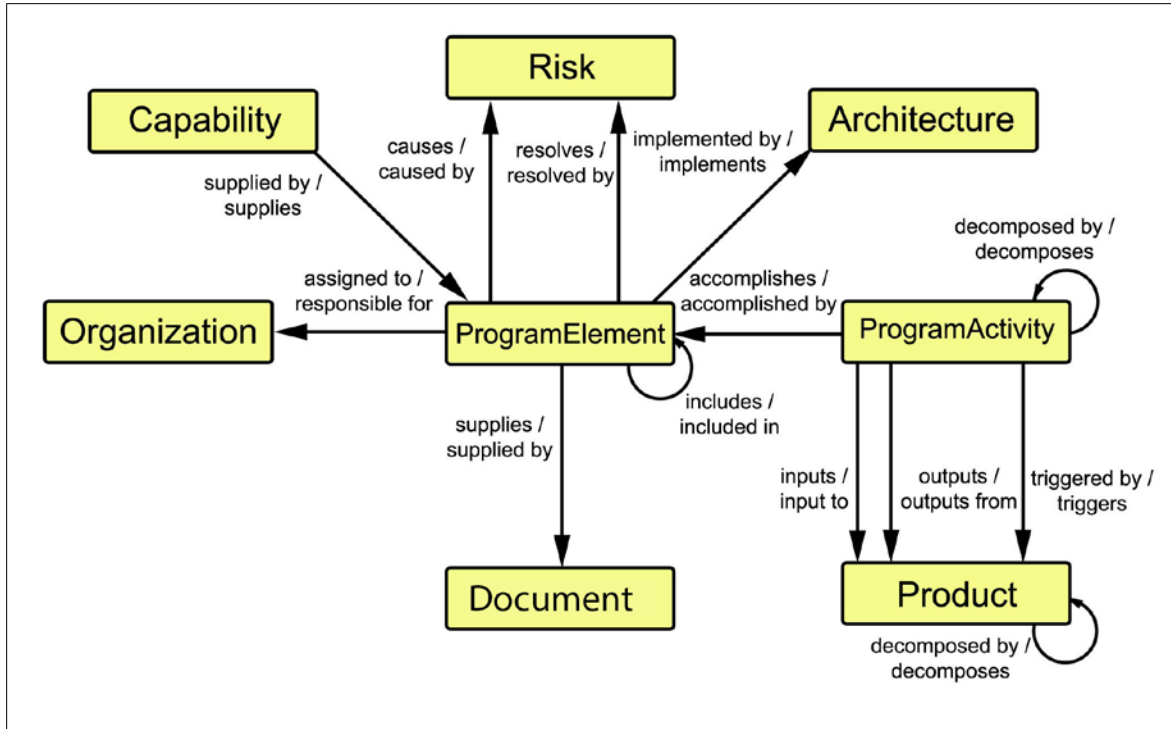 Risk
Capability
Architecture
causes /
caused by
resolves /
resolved by
implemented by /
implements
supplied by /
supplies
decomposed by /
decomposes
assigned to /
responsible for
accomplishes /
accomplished by
Organization
ProgramElement
ProgramActivity
includes /
included in
supplies /
supplied by
inputs /
input to
outputs /
outputs from
triggered by /
triggers
Document
Product
decomposed by /
decomposes